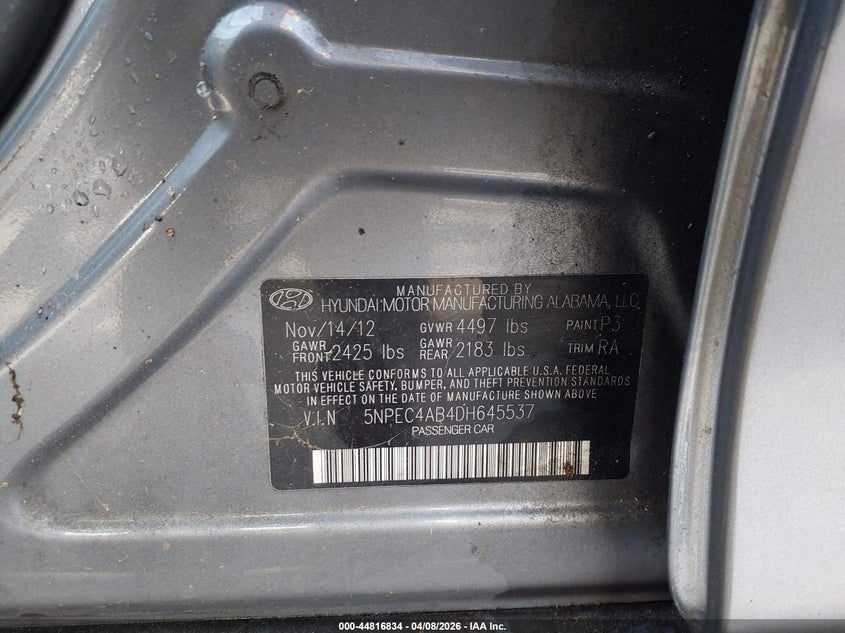 MANUFACTURED BY
HYUNDAI MOTOR MANUFACTURING ALABAMA, LLC,
Nov/14/12 GVWR 4497 lbs PAINT P3
GAWR FRONT 2425 lbs GAWR REAR 2183 lbs TRIM RA
THIS VEHICLE CONFORMS TO ALL APPLICABLE U.S.A. FEDERAL
MOTOR VEHICLE SAFETY, BUMPER, AND THEFT PREVENTION STANDARDS
IN EFFECT ON THE DATE OF MANUFACTURE SHOWN ABOVE
V.I.N 5NPEC4AB4DH645537
PASSENGER CAR
000-44816834 - 04/08/2026 - IAA Inc.